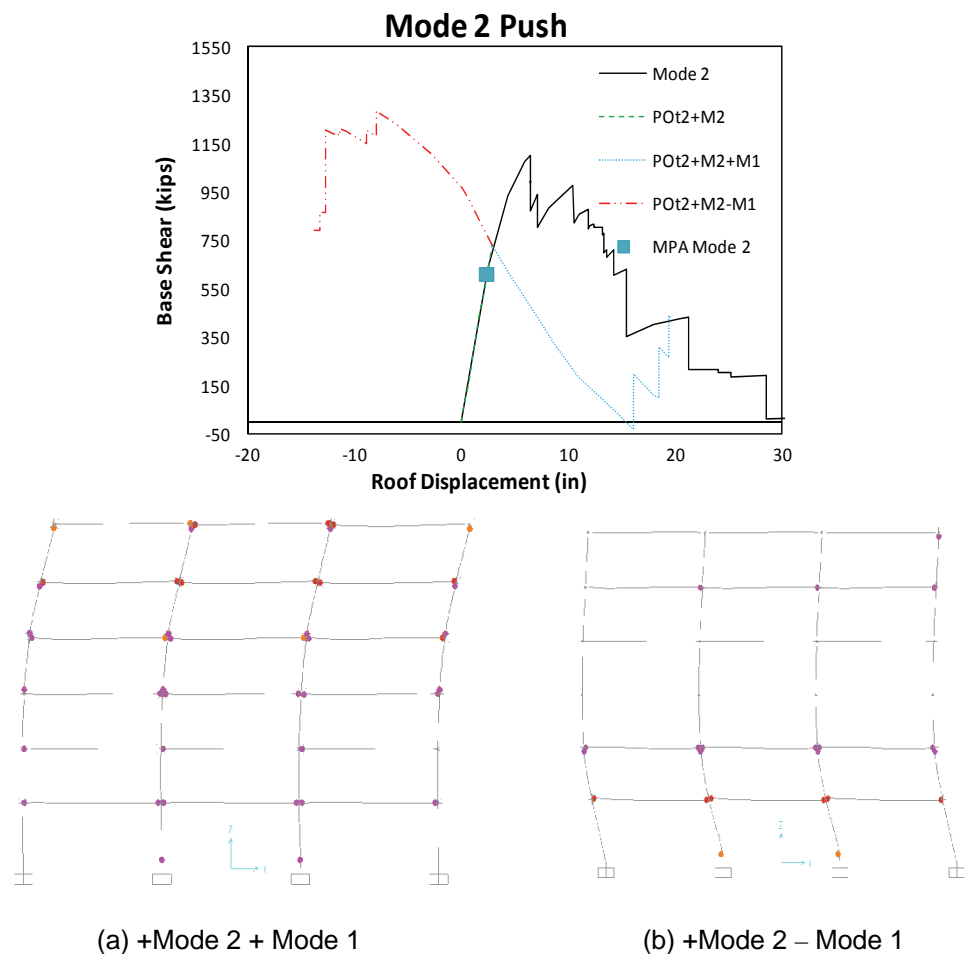 Mode 2 Push
1550
1350
1150
950
750
550
350
150
-50
Base Shear (kips)
-20
-10
0
10
20
30
Roof Displacement (in)
Mode 2
POt2+M2
POt2+M2+M1
POt2+M2-M1
MPA Mode 2
(a) +Mode 2 + Mode 1
(b) +Mode 2 – Mode 1